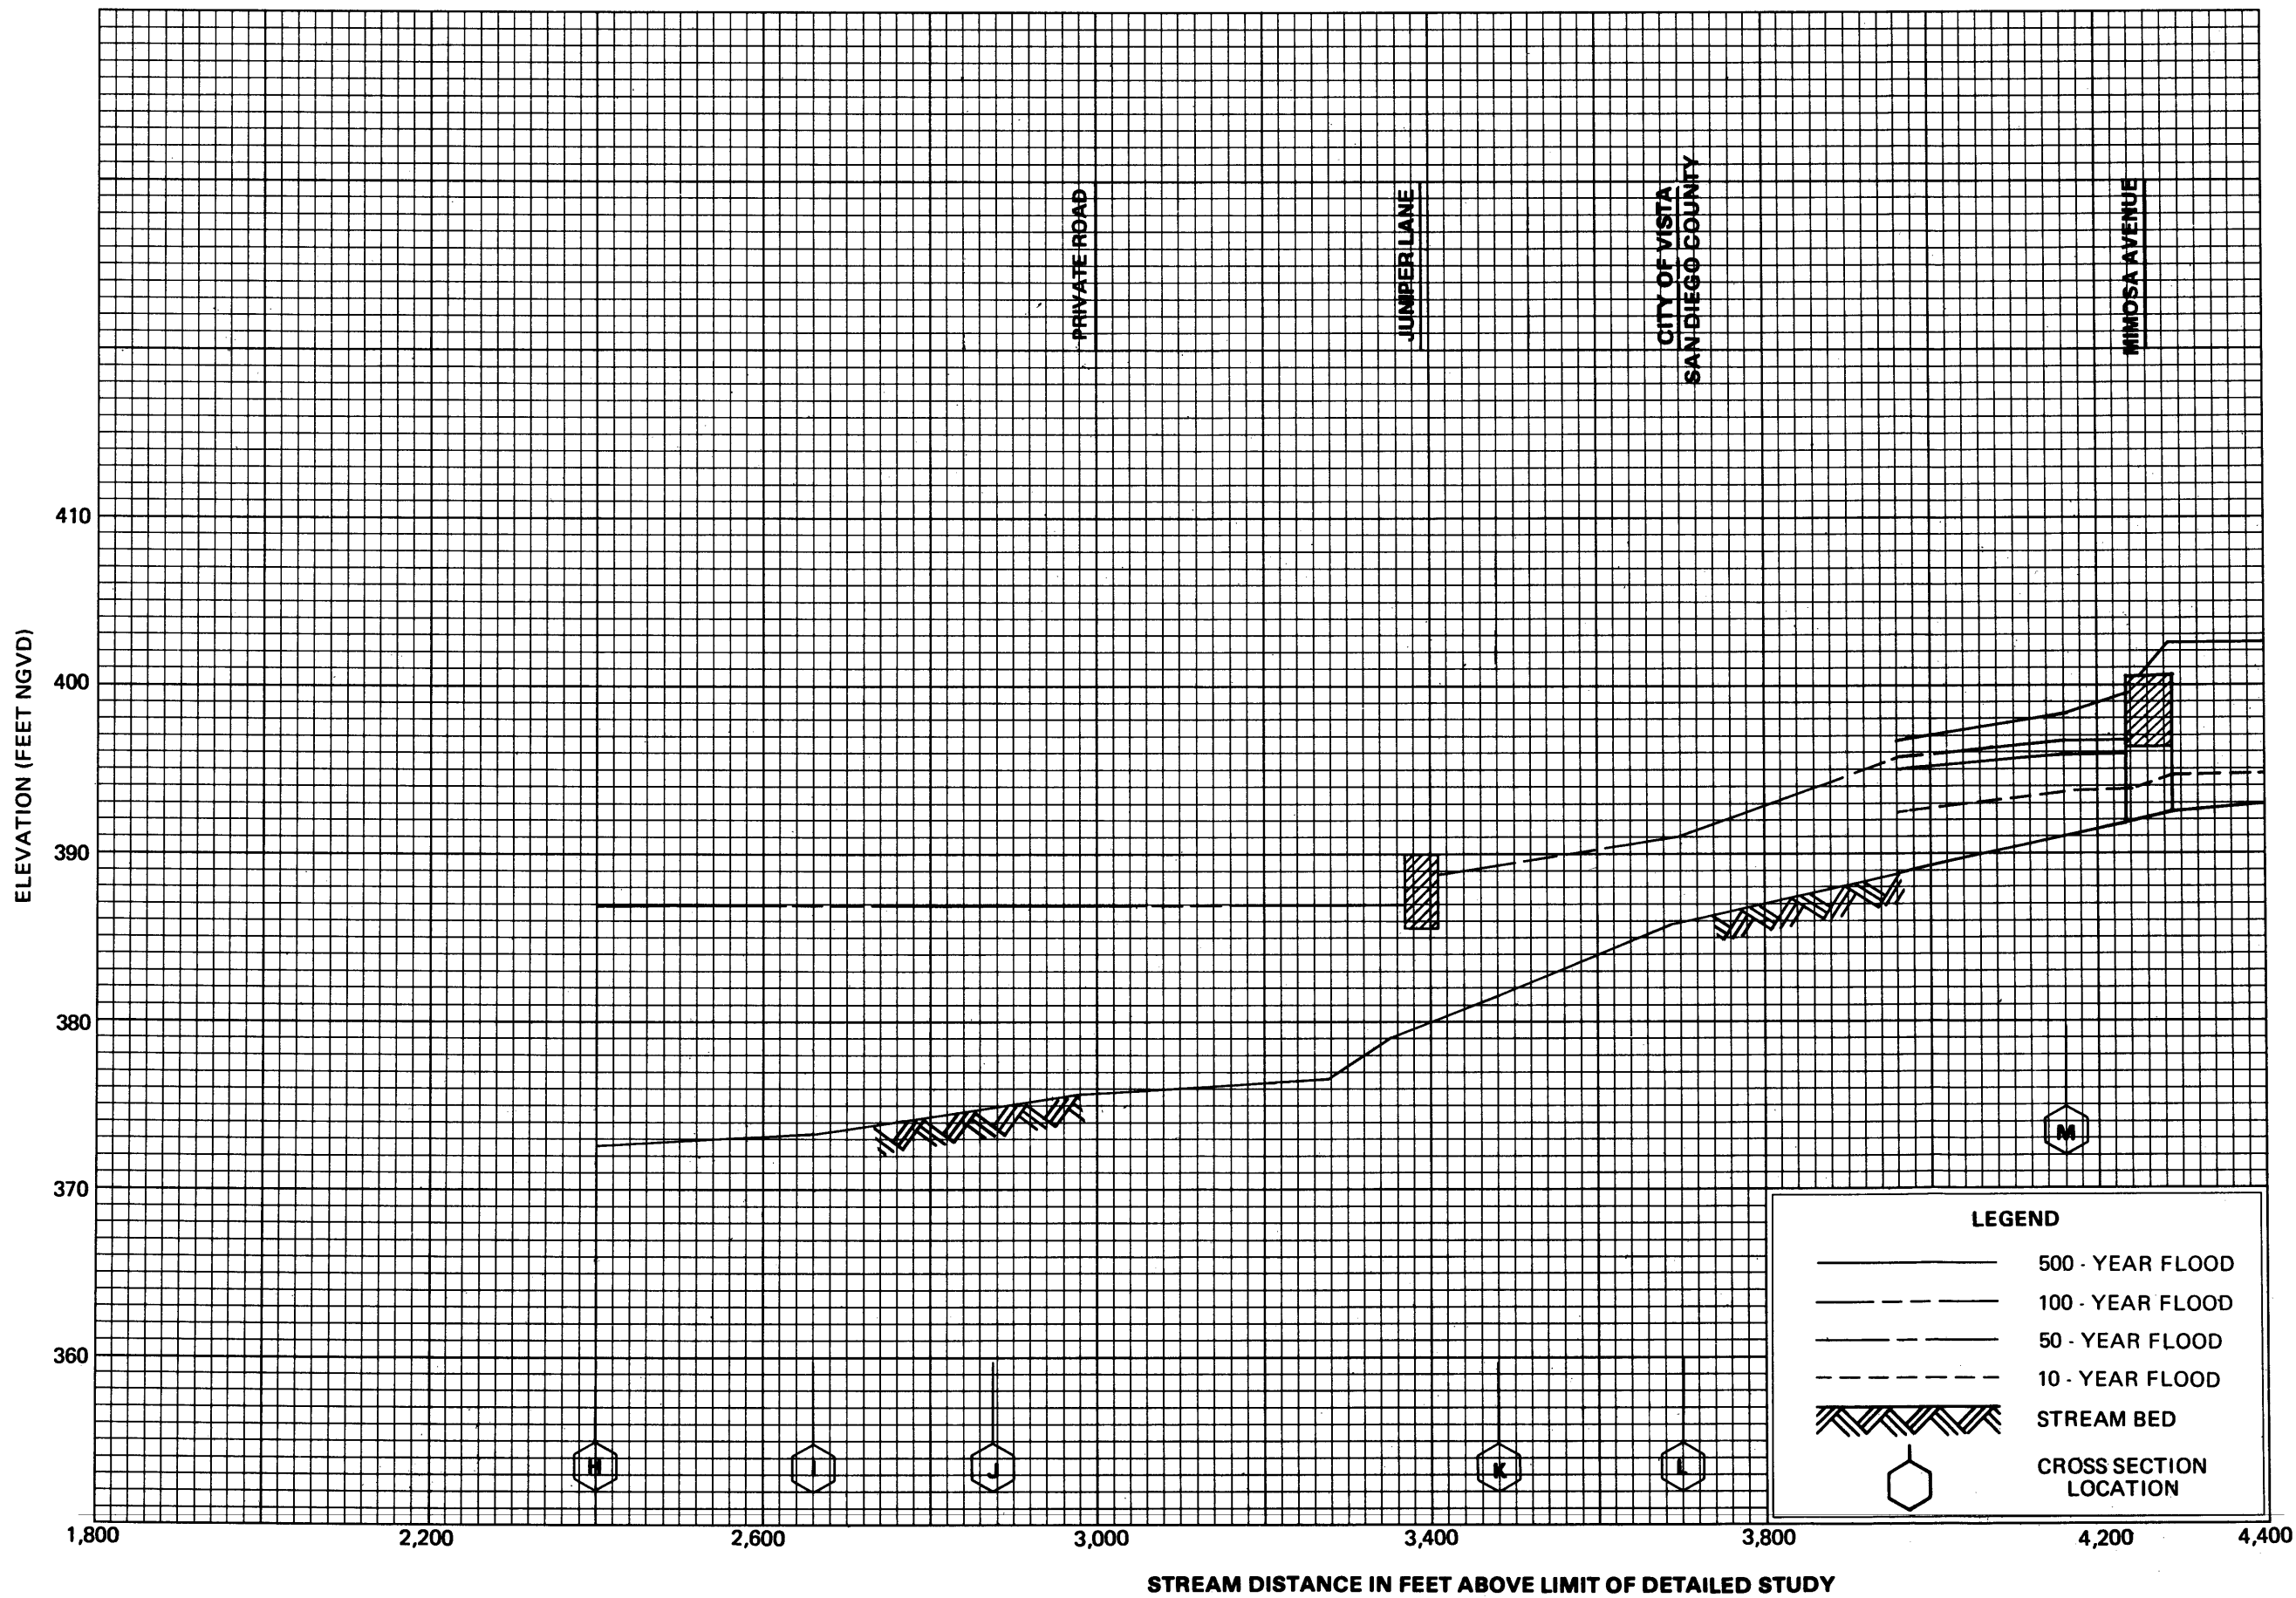 PRIVATE ROAD
JUNIPER LANE
CITY OF VISTA
SAN DIEGO COUNTY
MIMOSA AVENUE
ELEVATION (FEET NGVD)
410
400
390
380
370
360
M
H
I
J
K
L
LEGEND
500 - YEAR FLOOD
100 - YEAR FLOOD
50 - YEAR FLOOD
10 - YEAR FLOOD
STREAM BED
CROSS SECTION
LOCATION
1,800
2,200
2,600
3,000
3,400
3,800
4,200
4,400
STREAM DISTANCE IN FEET ABOVE LIMIT OF DETAILED STUDY